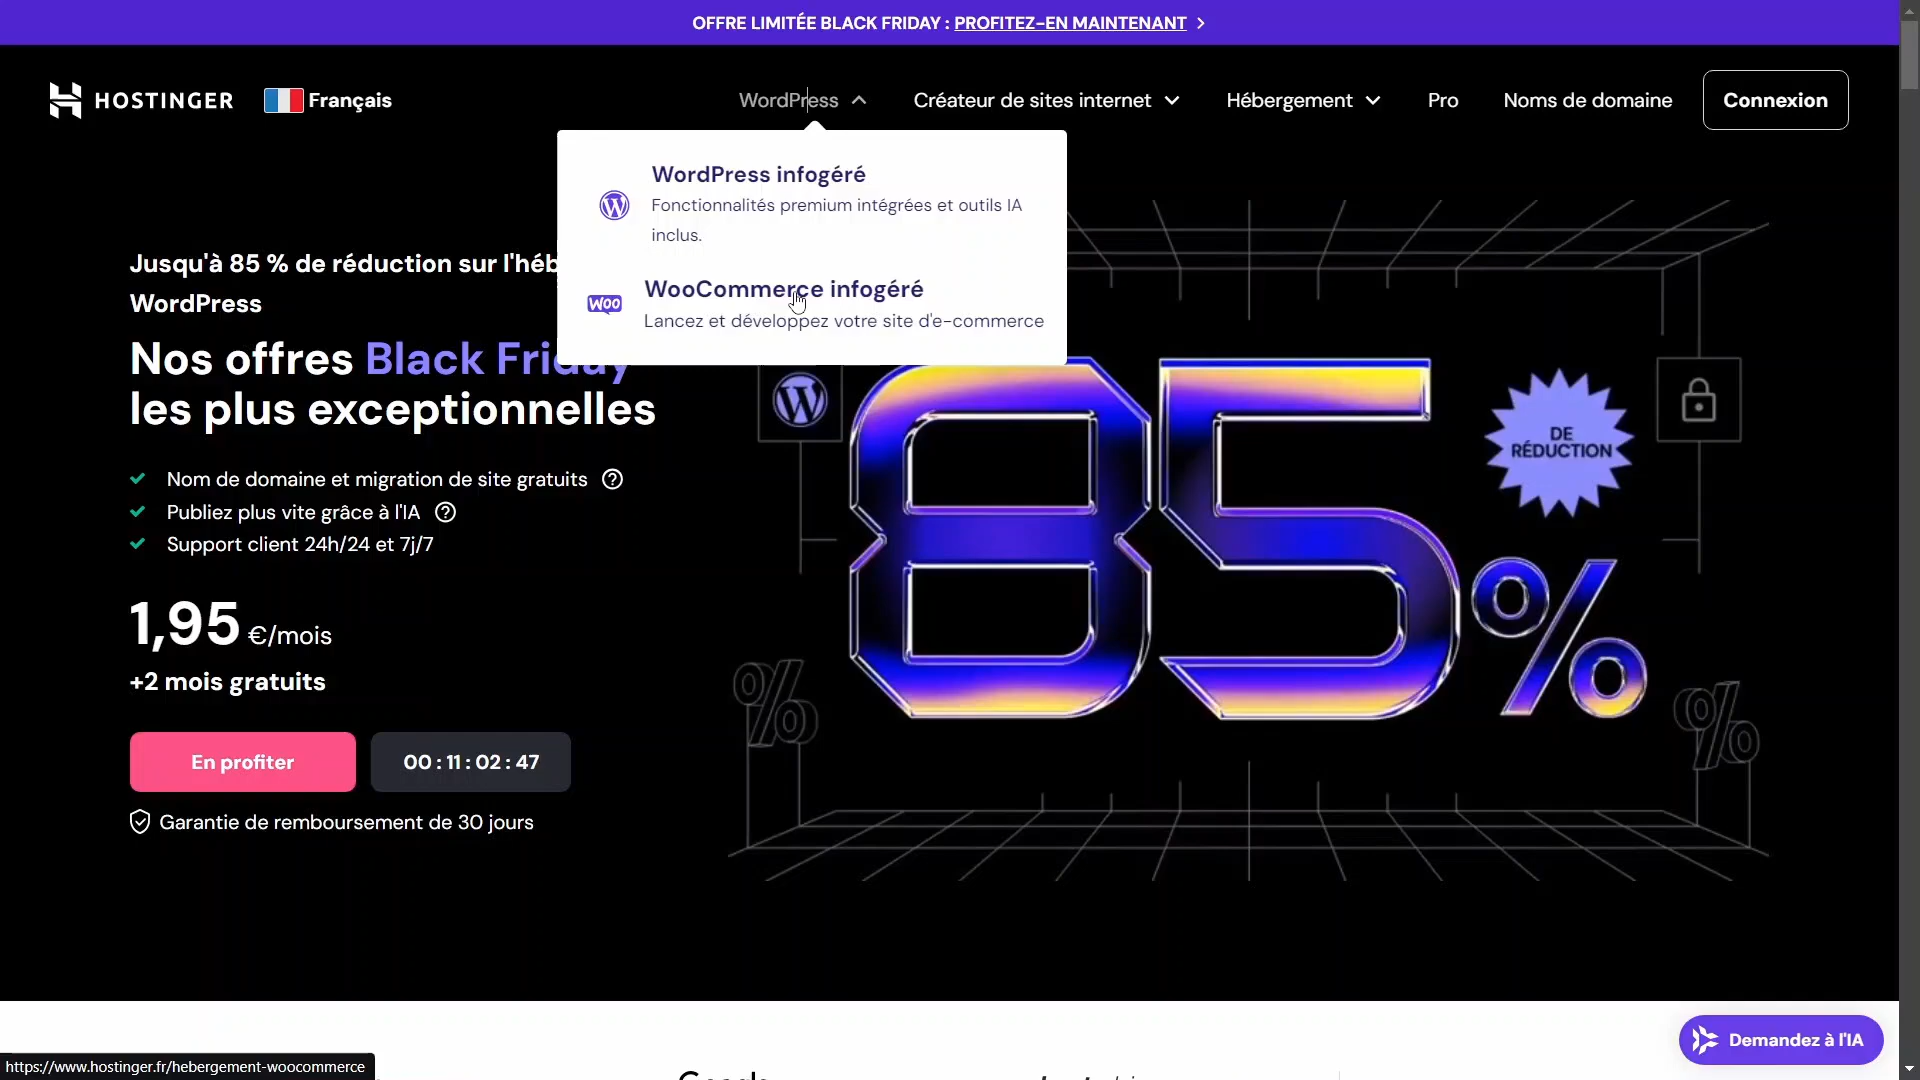 OFFRE LIMITÉE BLACK FRIDAY : PROFITEZ-EN MAINTENANT
HOSTINGER
Français
WordPress
Créateur de sites internet
Hébergement
Pro
Noms de domaine
Connexion
WordPress infogéré
Fonctionnalités premium intégrées et outils IA
inclus.
WOO
WooCommerce infogéré
Lancez et développez votre site d'e-commerce
Jusqu'à 85 % de réduction sur l'héb
WordPress
Nos offres Black Friday
les plus exceptionnelles
Nom de domaine et migration de site gratuits
Publiez plus vite grâce à l'IA
Support client 24h/24 et 7j/7
1,95 €/mois
+2 mois gratuits
En profiter
00 : 11 : 02 : 47
Garantie de remboursement de 30 jours
85%
DE
RÉDUCTION
%
%
Demandez à l'IA
https://www.hostinger.fr/hebergement-woocommerce